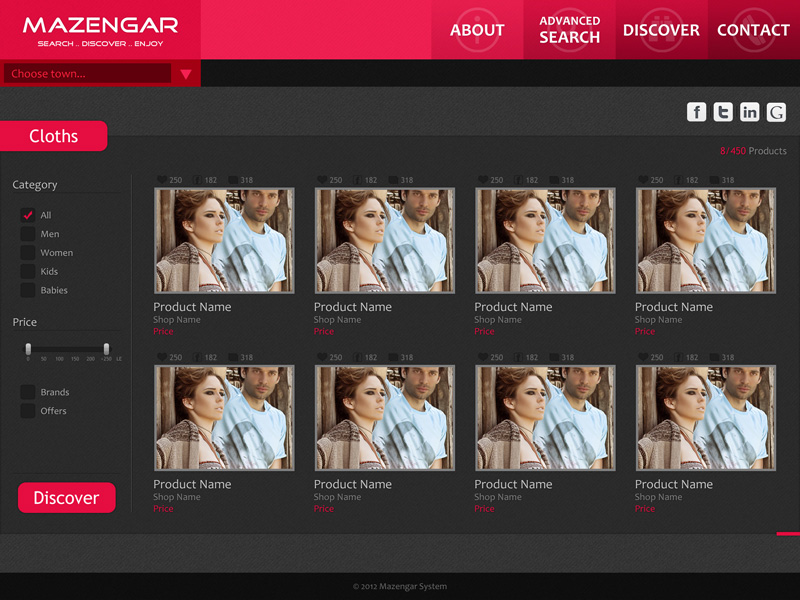 MAZENGAR
SEARCH .. DISCOVER .. ENJOY
ABOUT
ADVANCED
SEARCH
DISCOVER
CONTACT
Choose town...
f t in G
Cloths
8/450 Products
Category
All
Men
Women
Kids
Babies
Price
0 50 100 150 200 +250 LE
Brands
Offers
Discover
250 182 318 250 182 318 250 182 318 250 182 318
Product Name Product Name Product Name Product Name
Shop Name Shop Name Shop Name Shop Name
Price Price Price Price
250 182 318 250 182 318 250 182 318 250 182 318
Product Name Product Name Product Name Product Name
Shop Name Shop Name Shop Name Shop Name
Price Price Price Price
© 2012 Mazengar System